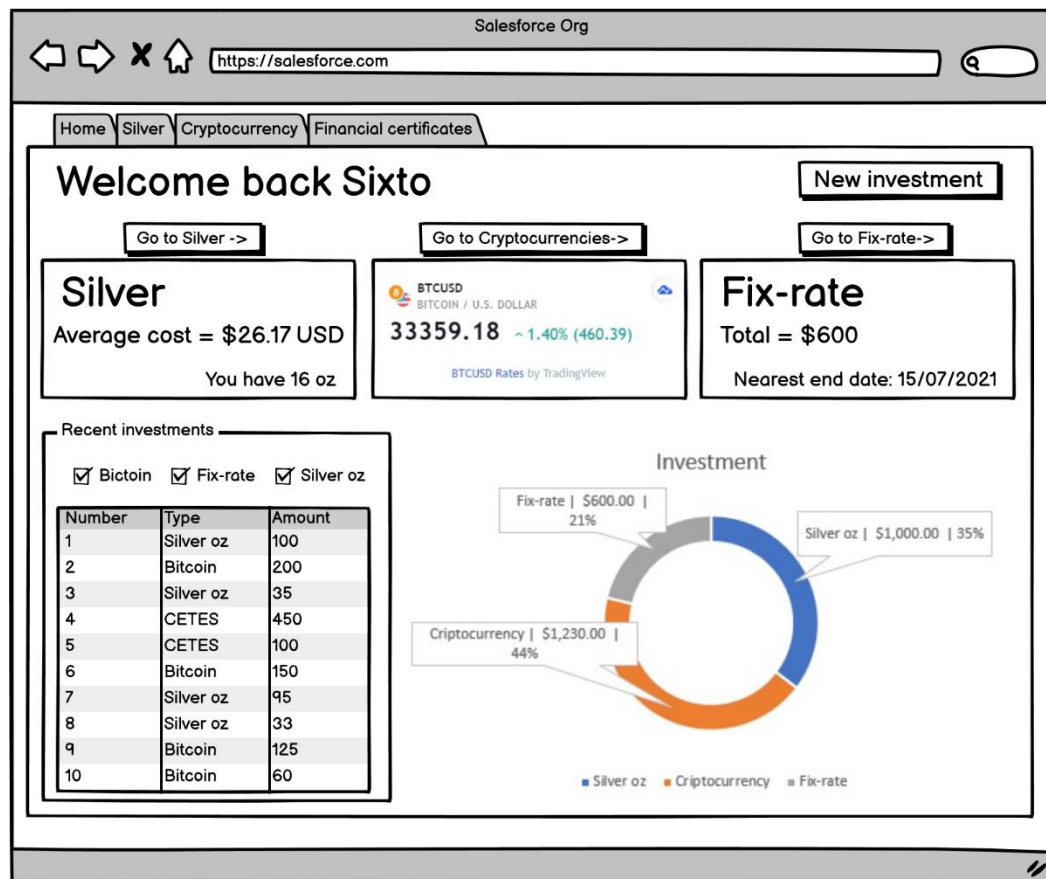 Salesforce Org
https://salesforce.com
Home Silver Cryptocurrency Financial certificates
Welcome back Sixto
New investment
Go to Silver ->
Go to Cryptocurrencies->
Go to Fix-rate->
Silver
Average cost = $26.17 USD
You have 16 oz
BTCUSD
BITCOIN / U.S. DOLLAR
33359.18 1.40% (460.39)
BTCUSD Rates by TradingView
Fix-rate
Total = $600
Nearest end date: 15/07/2021
Recent investments
Bictoin Fix-rate Silver oz
Number Type Amount
1 Silver oz 100
2 Bitcoin 200
3 Silver oz 35
4 CETES 450
5 CETES 100
6 Bitcoin 150
7 Silver oz 95
8 Silver oz 33
9 Bitcoin 125
10 Bitcoin 60
Investment
Fix-rate | $600.00 |
21%
Silver oz | $1,000.00 | 35%
Criptocurrency | $1,230.00 |
44%
Silver oz Criptocurrency Fix-rate